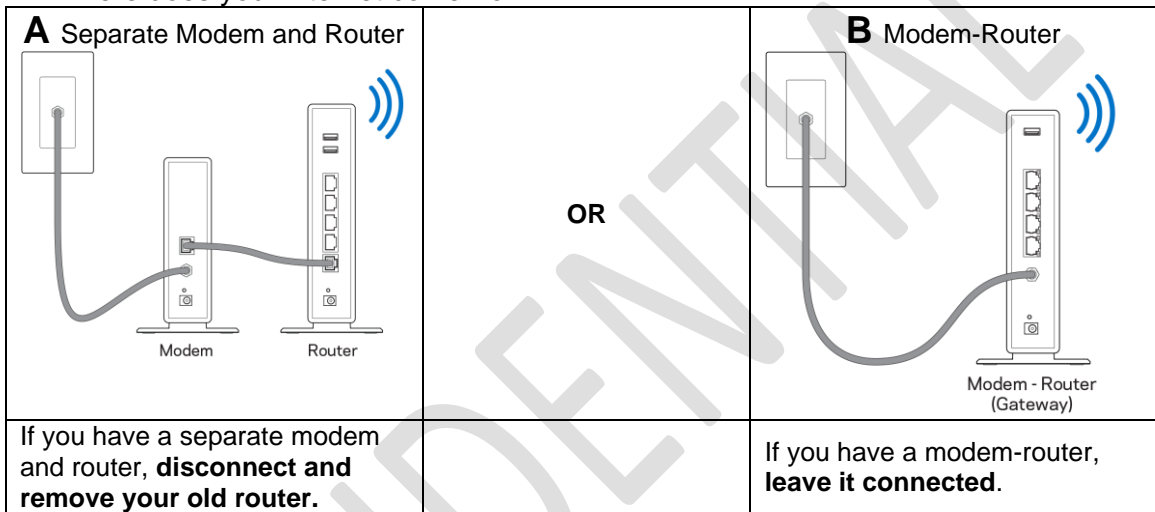 A Separate Modem and Router
B Modem-Router
OR
Modem
Router
Modem - Router
(Gateway)
If you have a separate modem
and router, disconnect and
remove your old router.
If you have a modem-router,
leave it connected.
DENTIAL